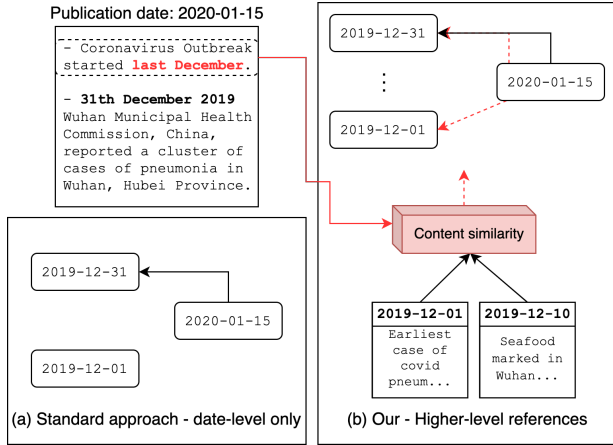 Publication date: 2020-01-15
- Coronavirus Outbreak
started last December.
- 31th December 2019
Wuhan Municipal Health
Commission, China,
reported a cluster of
cases of pneumonia in
Wuhan, Hubei Province.
2019-12-31
2020-01-15
2019-12-01
(a) Standard approach - date-level only
2019-12-31
2020-01-15
⋮
2019-12-01
Content similarity
2019-12-01
Earliest
case of
covid
pneum...
2019-12-10
Seafood
marked in
Wuhan...
(b) Our - Higher-level references